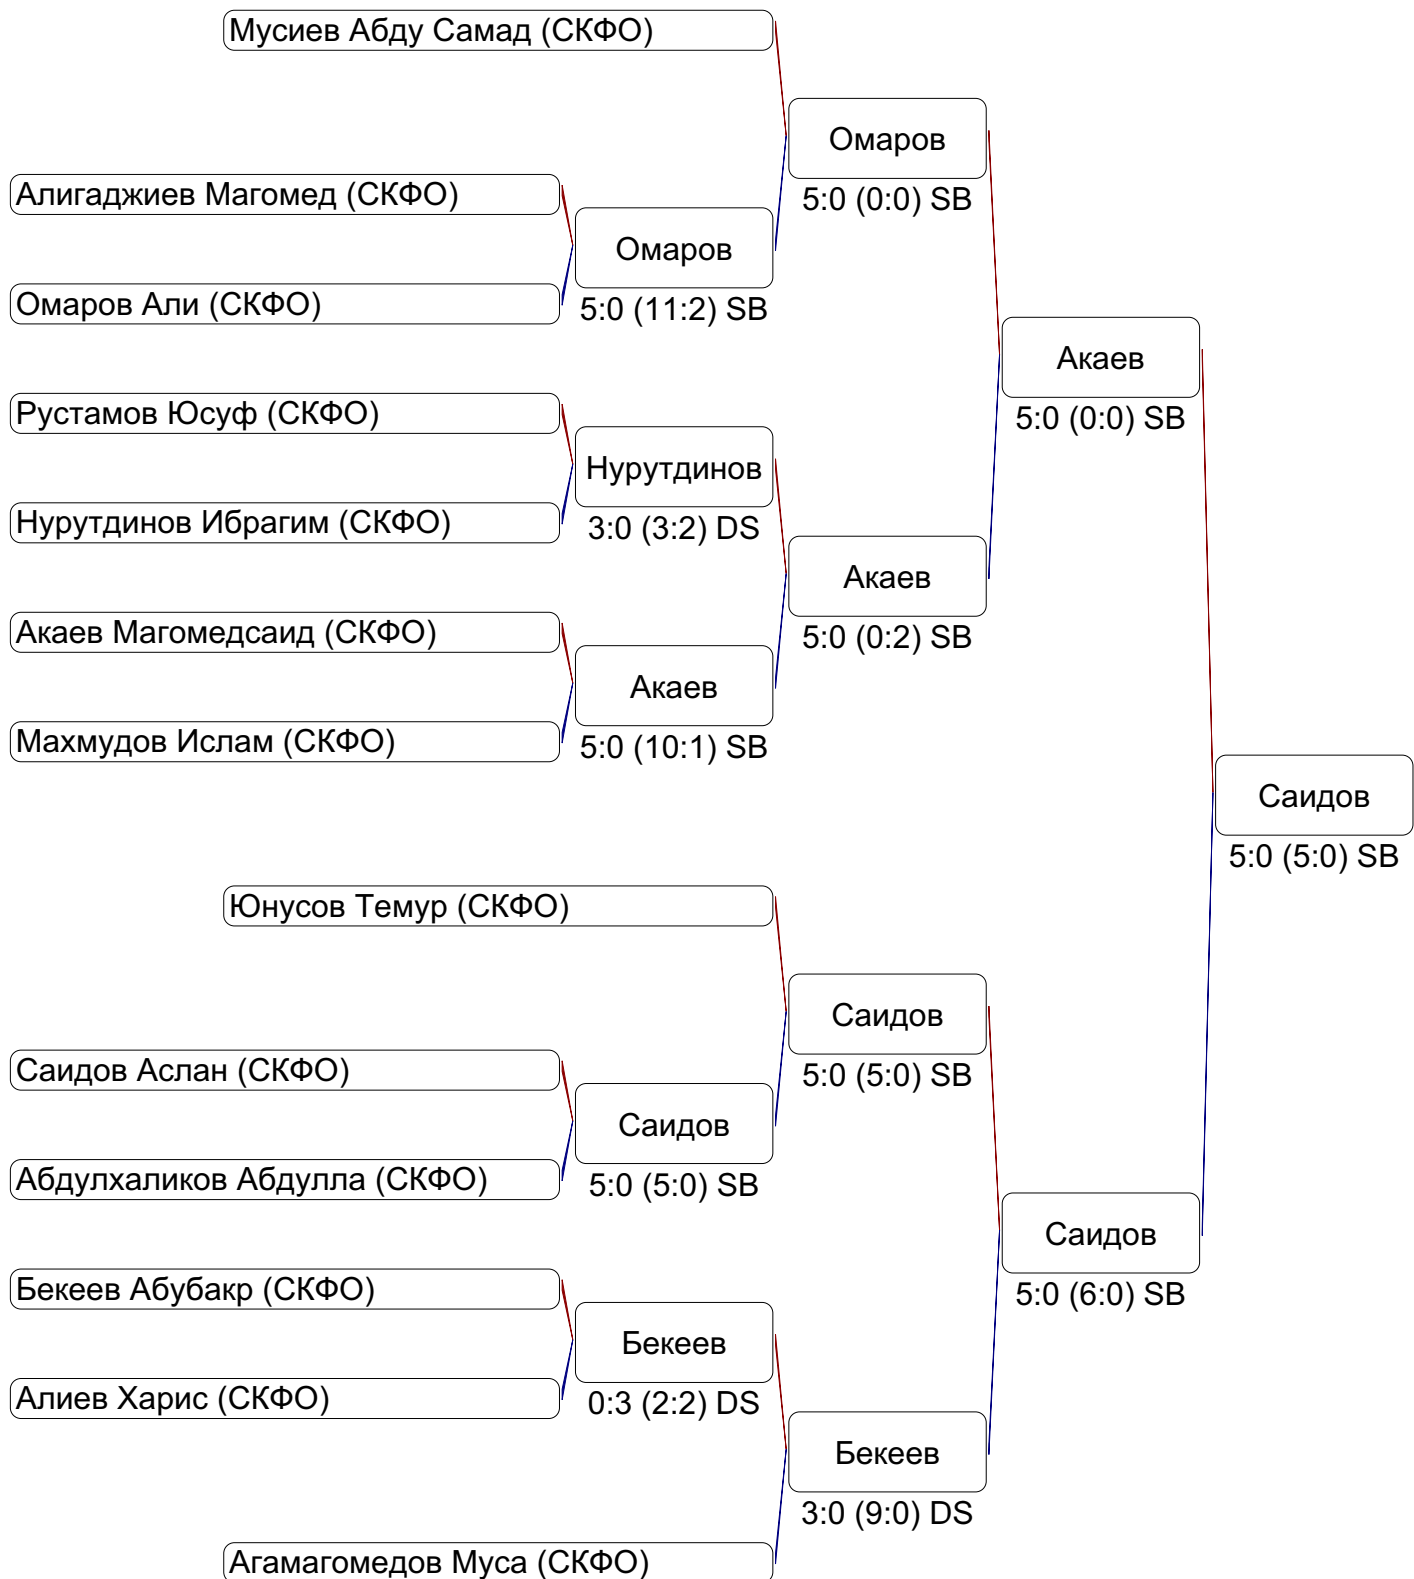 Мусиев Абду Самад (СКФО)
Омаров
5:0 (0:0) SB
Алигаджиев Магомед (СКФО)
Омаров
5:0 (11:2) SB
Омаров Али (СКФО)
Акаев
5:0 (0:0) SB
Рустамов Юсуф (СКФО)
Нурутдинов
3:0 (3:2) DS
Нурутдинов Ибрагим (СКФО)
Акаев
5:0 (0:2) SB
Акаев Магомедсаид (СКФО)
Акаев
5:0 (10:1) SB
Махмудов Ислам (СКФО)
Саидов
5:0 (5:0) SB
Юнусов Темур (СКФО)
Саидов
5:0 (5:0) SB
Саидов Аслан (СКФО)
Саидов
5:0 (5:0) SB
Абдулхаликов Абдулла (СКФО)
Саидов
5:0 (6:0) SB
Бекеев Абубакр (СКФО)
Бекеев
0:3 (2:2) DS
Алиев Харис (СКФО)
Бекеев
3:0 (9:0) DS
Агамагомедов Муса (СКФО)